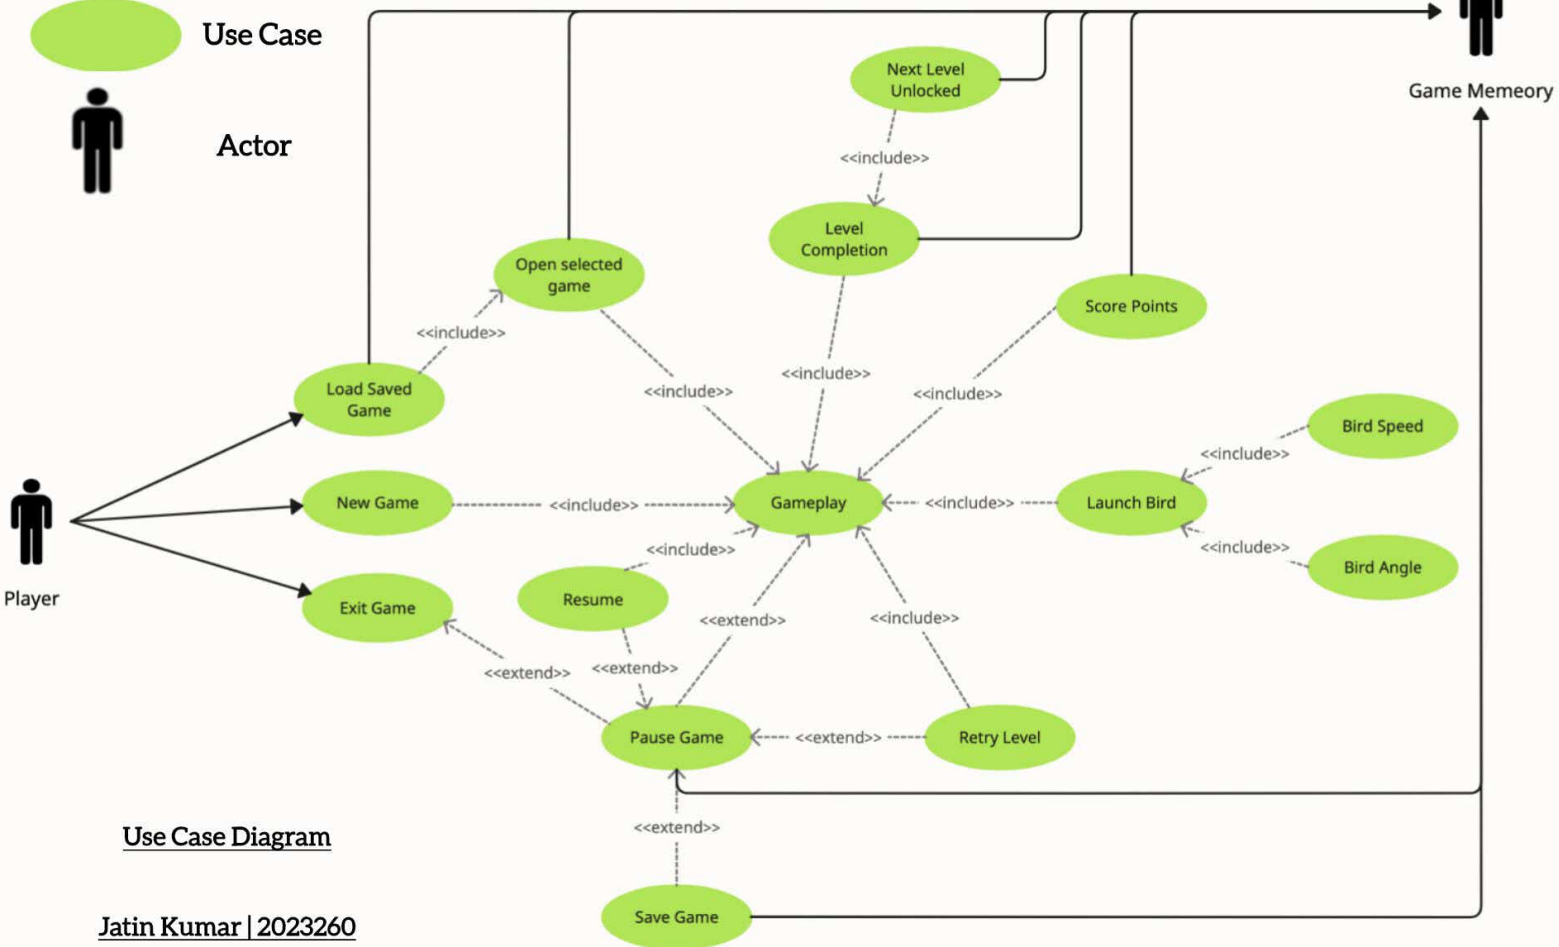 Use Case
Actor
Game Memeory
Next Level
Unlocked
<<include>>
Level
Completion
Open selected
game
Score Points
<<include>>
<<include>>
<<include>>
<<include>>
Load Saved
Game
Bird Speed
<<include>>
New Game
<<include>>
Gameplay
<<include>>
Launch Bird
<<include>>
<<include>>
Bird Angle
Player
Exit Game
Resume
<<extend>>
<<include>>
<<extend>>
<<extend>>
Pause Game
<<extend>>
Retry Level
<<extend>>
Use Case Diagram
Save Game
Jatin Kumar | 2023260